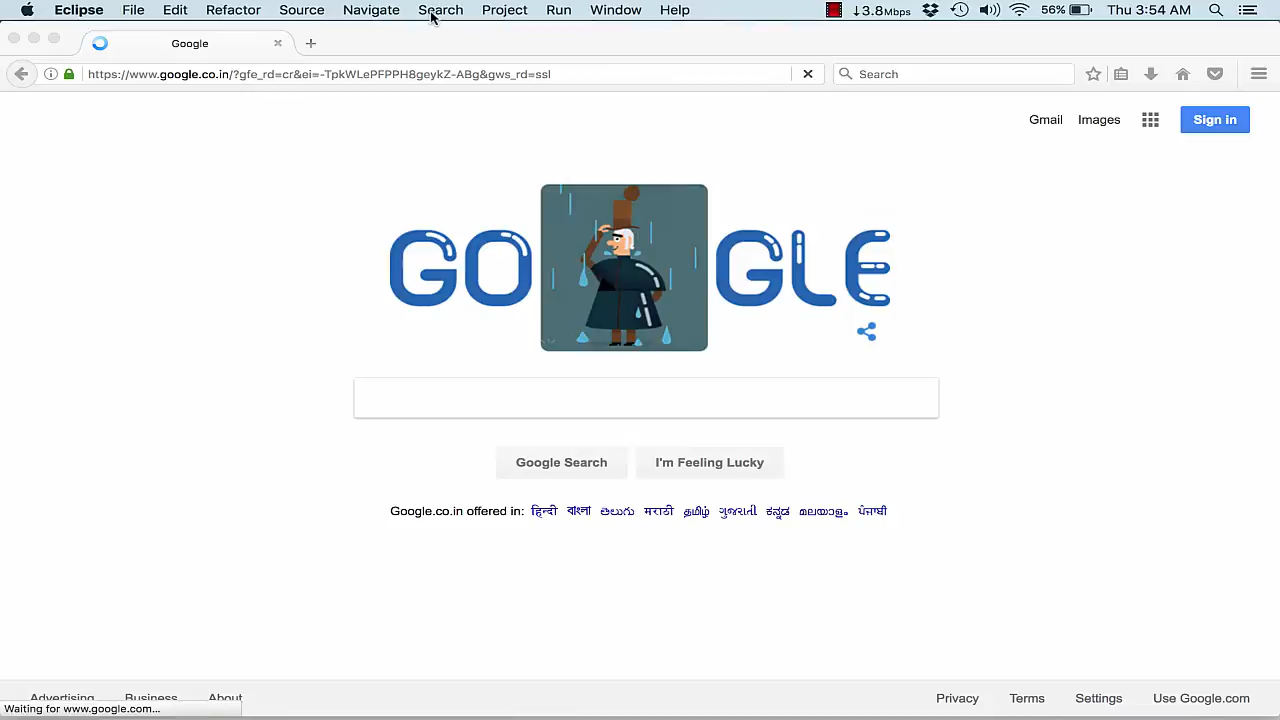 Eclipse File Edit Refactor Source Navigate Search Project Run Window Help ↓3.8Mbps 56% Thu 3:54 AM
Google
https://www.google.co.in/?gfe_rd=cr&ei=-TpkWLePFPPH8geykZ-ABg&gws_rd=ss Search
Gmail Images Sign in
GO GLE
Google Search I'm Feeling Lucky
Google.co.in offered in: हिन्दी বাংলা తెలుగు मराठी தமிழ் ગુજરાતી ಕನ್ನಡ മലയാളം ਪੰਜਾਬੀ
Advertising Business About Privacy Terms Settings Use Google.com
Waiting for www.google.com...